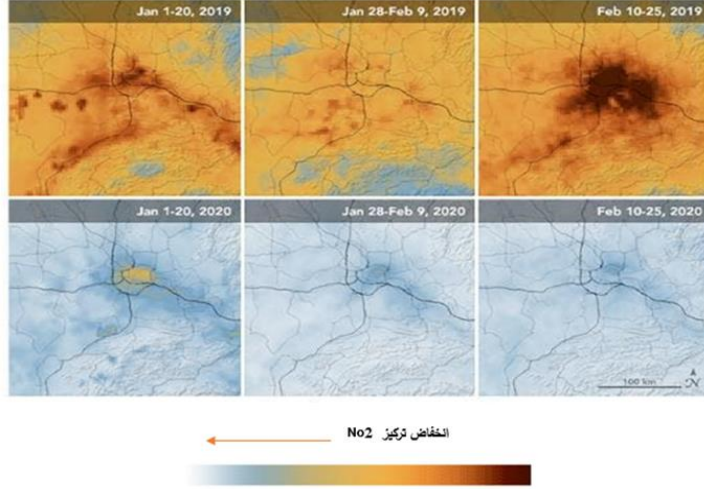 Jan 1-20, 2019
Jan 28-Feb 9, 2019
Feb 10-25, 2019
Jan 1-20, 2020
Jan 28-Feb 9, 2020
Feb 10-25, 2020
100 km
N
انخفاض تركيز No2